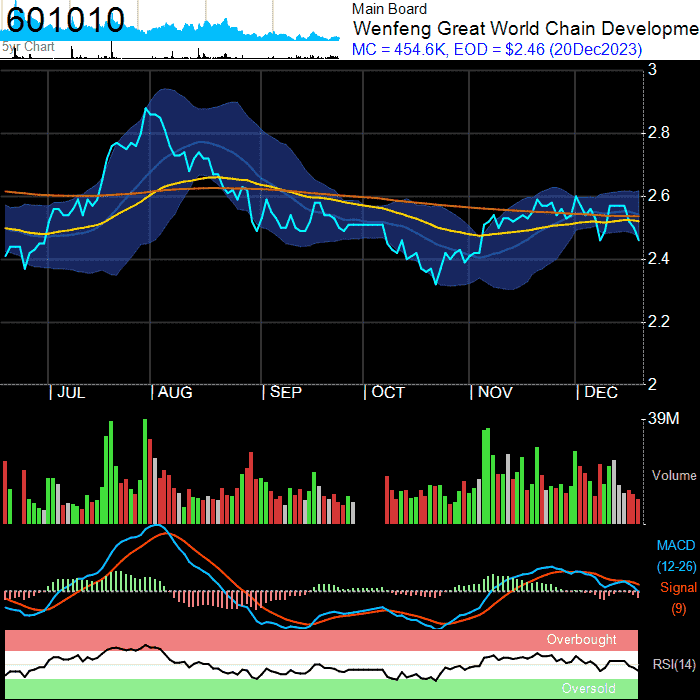 601010
5yr Chart
Main Board
Wenfeng Great World Chain Developme
MC = 454.6K, EOD = $2.46 (20Dec2023)
3
2.8
2.6
2.4
2.2
2
JUL
AUG
SEP
OCT
NOV
DEC
39M
Volume
MACD
(12-26)
Signal
(9)
Overbought
RSI(14)
Oversold